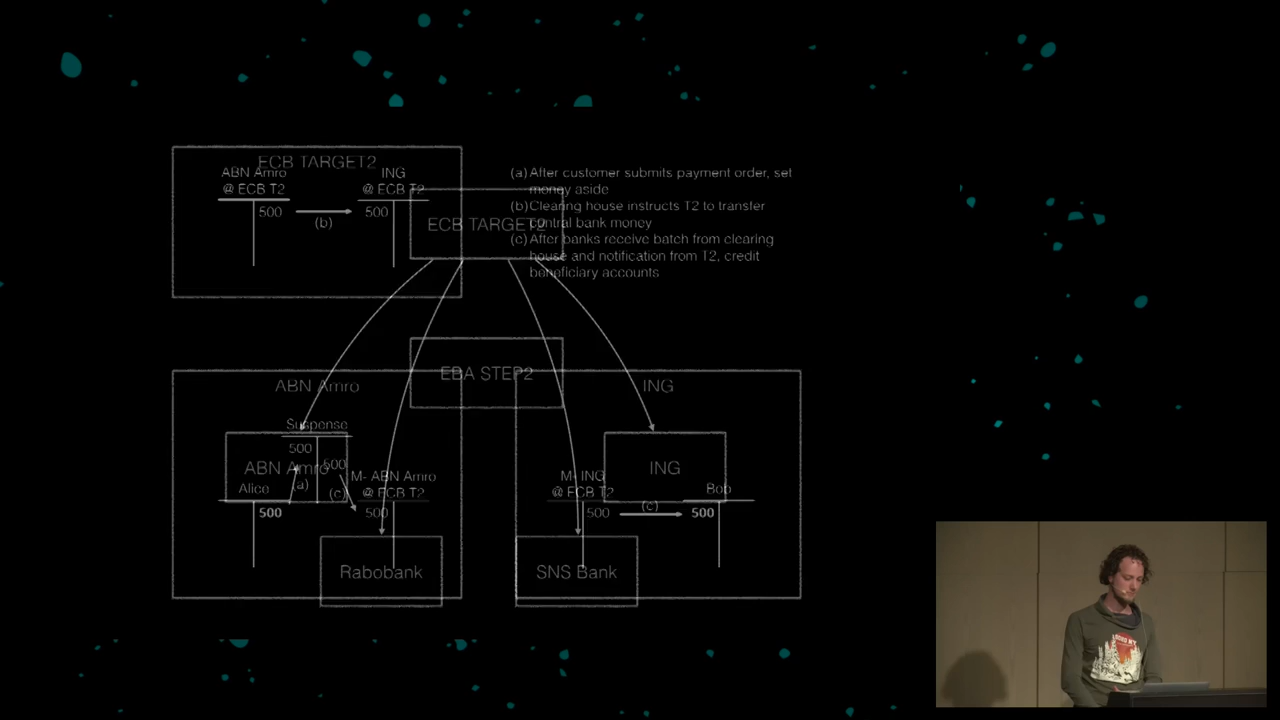 ECB TARGET2
ABN Amro
@ ECB T2
ING
@ ECB T2
500
(b)
500
ECB TARGET2
(a) After customer submits payment order, set
money aside
(b) Clearing house instructs T2 to transfer
central bank money
(c) After banks receive batch from clearing
house and notification from T2, credit
beneficiary accounts
EBA STEP2
ABN Amro
Suspense
500
500
ABN Amro
(a)
(c)
Alice
500
M- ABN Amro
@ ECB T2
500
Rabobank
ING
ING
M- ING
@ ECB T2
500
(c)
Bob
500
SNS Bank